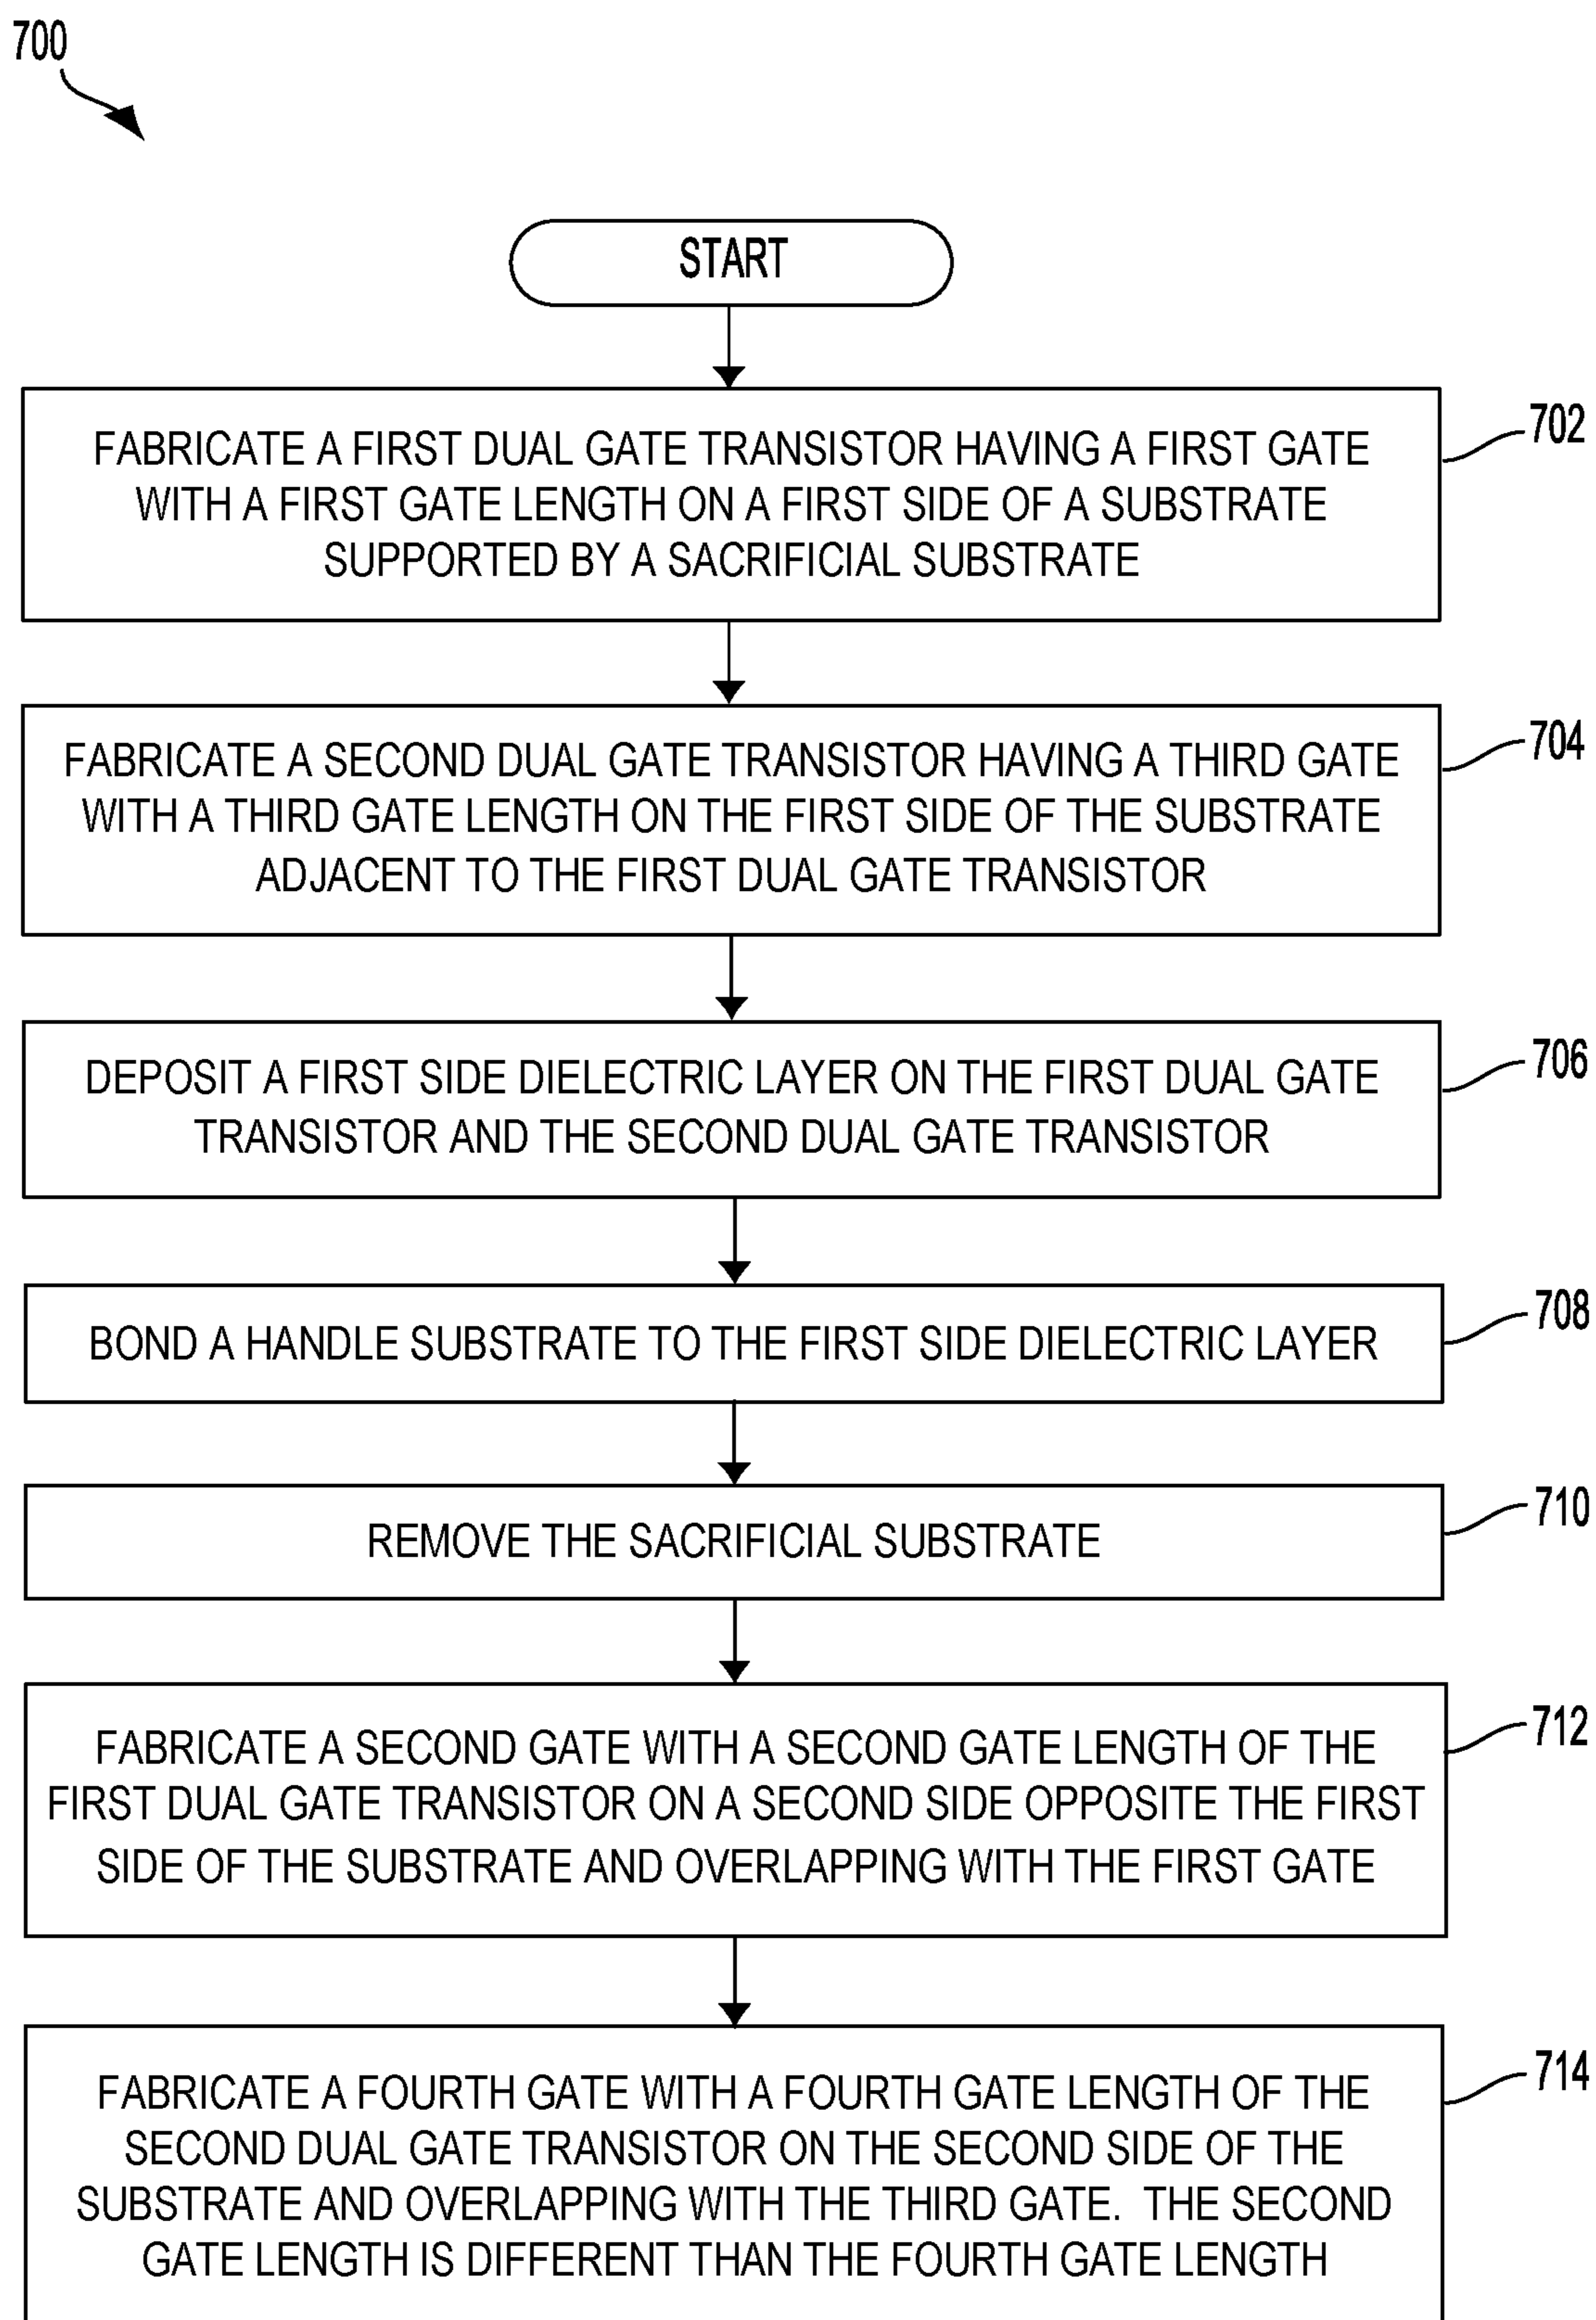 700
START
FABRICATE A FIRST DUAL GATE TRANSISTOR HAVING A FIRST GATE
WITH A FIRST GATE LENGTH ON A FIRST SIDE OF A SUBSTRATE
SUPPORTED BY A SACRIFICIAL SUBSTRATE
702
FABRICATE A SECOND DUAL GATE TRANSISTOR HAVING A THIRD GATE
WITH A THIRD GATE LENGTH ON THE FIRST SIDE OF THE SUBSTRATE
ADJACENT TO THE FIRST DUAL GATE TRANSISTOR
704
DEPOSIT A FIRST SIDE DIELECTRIC LAYER ON THE FIRST DUAL GATE
TRANSISTOR AND THE SECOND DUAL GATE TRANSISTOR
706
BOND A HANDLE SUBSTRATE TO THE FIRST SIDE DIELECTRIC LAYER
708
REMOVE THE SACRIFICIAL SUBSTRATE
710
FABRICATE A SECOND GATE WITH A SECOND GATE LENGTH OF THE
FIRST DUAL GATE TRANSISTOR ON A SECOND SIDE OPPOSITE THE FIRST
SIDE OF THE SUBSTRATE AND OVERLAPPING WITH THE FIRST GATE
712
FABRICATE A FOURTH GATE WITH A FOURTH GATE LENGTH OF THE
SECOND DUAL GATE TRANSISTOR ON THE SECOND SIDE OF THE
SUBSTRATE AND OVERLAPPING WITH THE THIRD GATE. THE SECOND
GATE LENGTH IS DIFFERENT THAN THE FOURTH GATE LENGTH
714